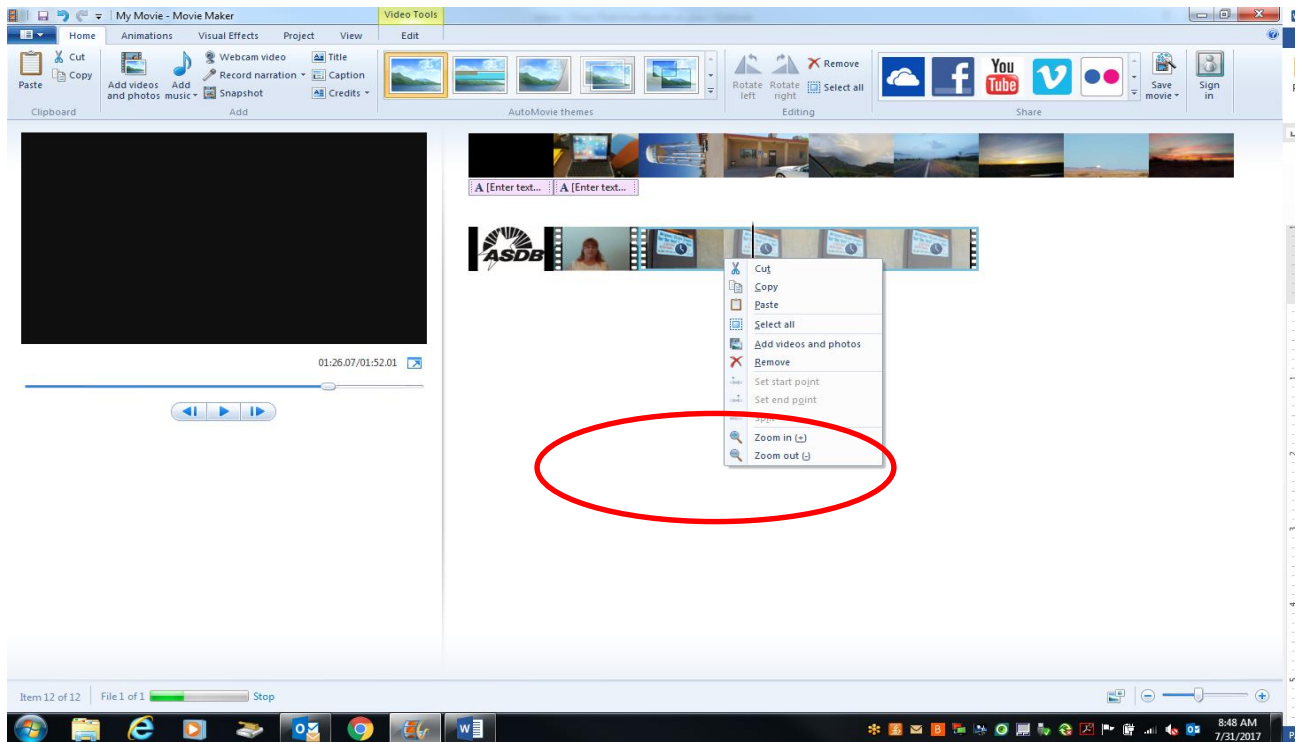 My Movie - Movie Maker
Video Tools
Home Animations Visual Effects Project View Edit
Paste
Cut
Copy
Clipboard
Add videos and photos
Add music
Webcam video
Record narration
Snapshot
Title
Caption
Credits
Add
AutoMovie themes
Rotate left
Rotate right
Remove
Select all
Editing
You Tube
Share
Save movie
Sign in
A [Enter text...
A [Enter text...
ASDB
Cut
Copy
Paste
Select all
Add videos and photos
Remove
Set start point
Set end point
Zoom in (+)
Zoom out (-)
01:26.07/01:52.01
Item 12 of 12
File 1 of 1
Stop
8:48 AM
7/31/2017